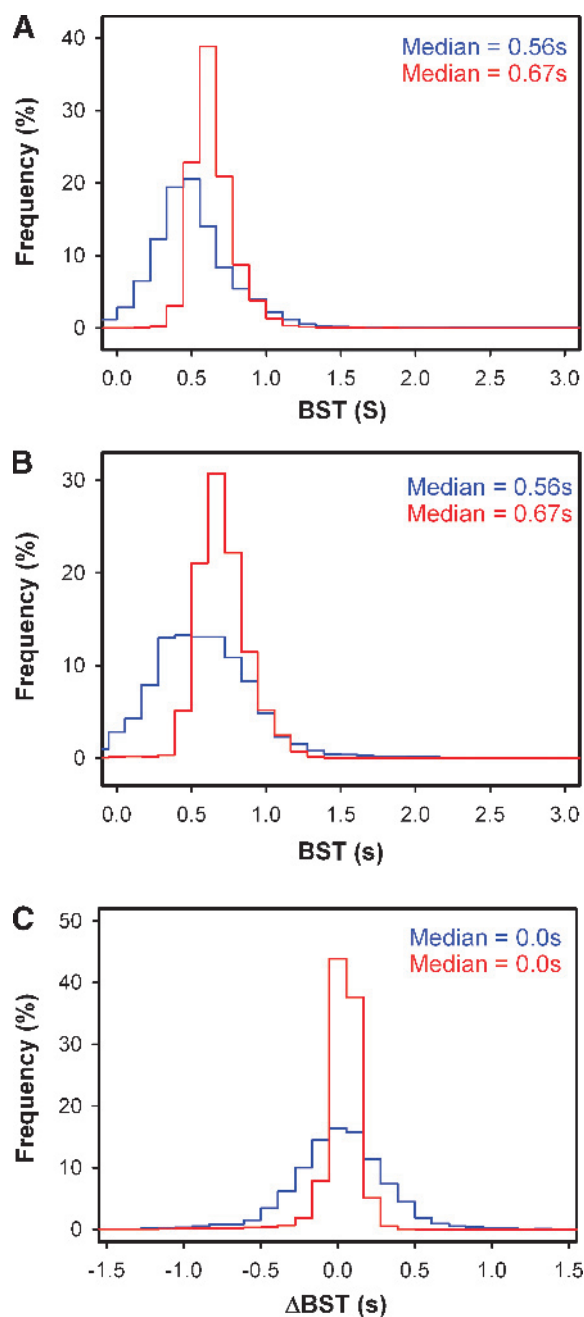 A
Median = 0.56s
Median = 0.67s
Frequency (%)
40
30
20
10
0
0.0 0.5 1.0 1.5 2.0 2.5 3.0
BST (S)
B
Median = 0.56s
Median = 0.67s
Frequency (%)
30
20
10
0
0.0 0.5 1.0 1.5 2.0 2.5 3.0
BST (s)
C
Median = 0.0s
Median = 0.0s
Frequency (%)
50
40
30
20
10
0
-1.5 -1.0 -0.5 0.0 0.5 1.0 1.5
ΔBST (s)